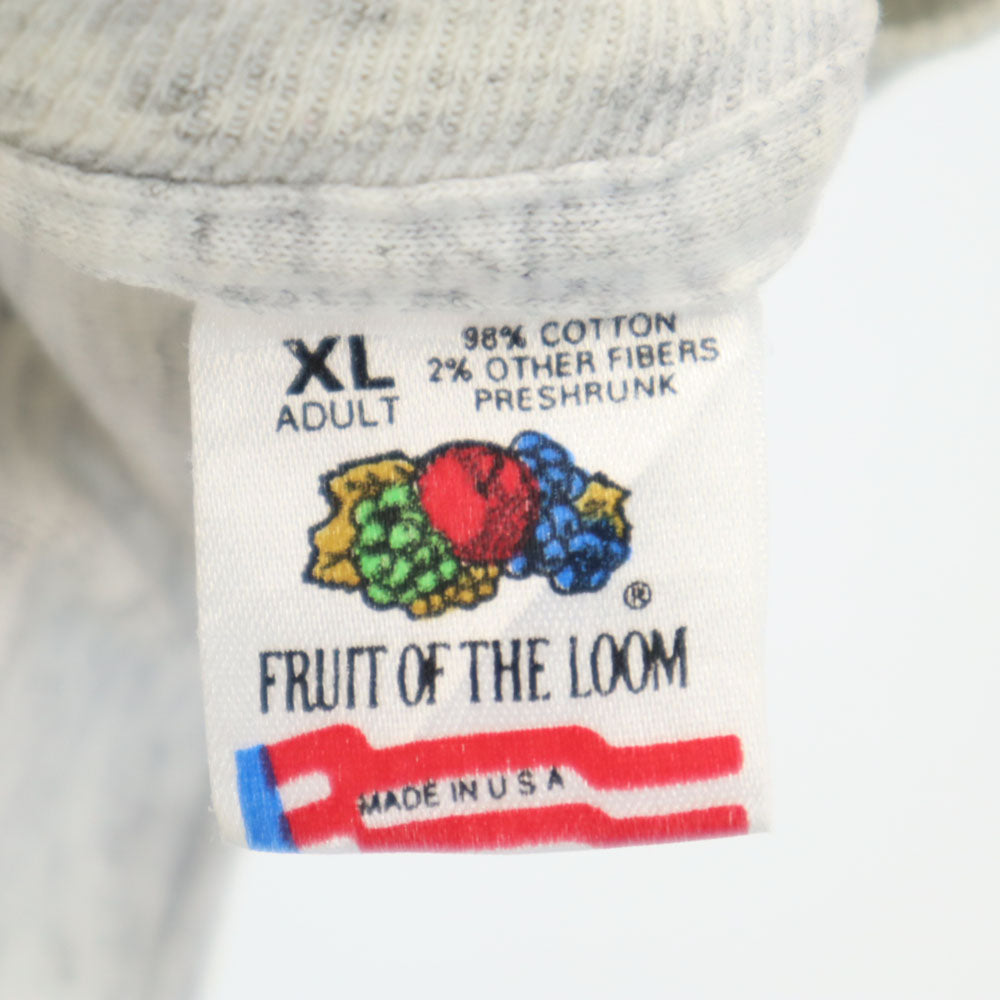 XL
ADULT
98% COTTON
2% OTHER FIBERS
PRESHRUNK
®
FRUIT OF THE LOOM
MADE IN U S A